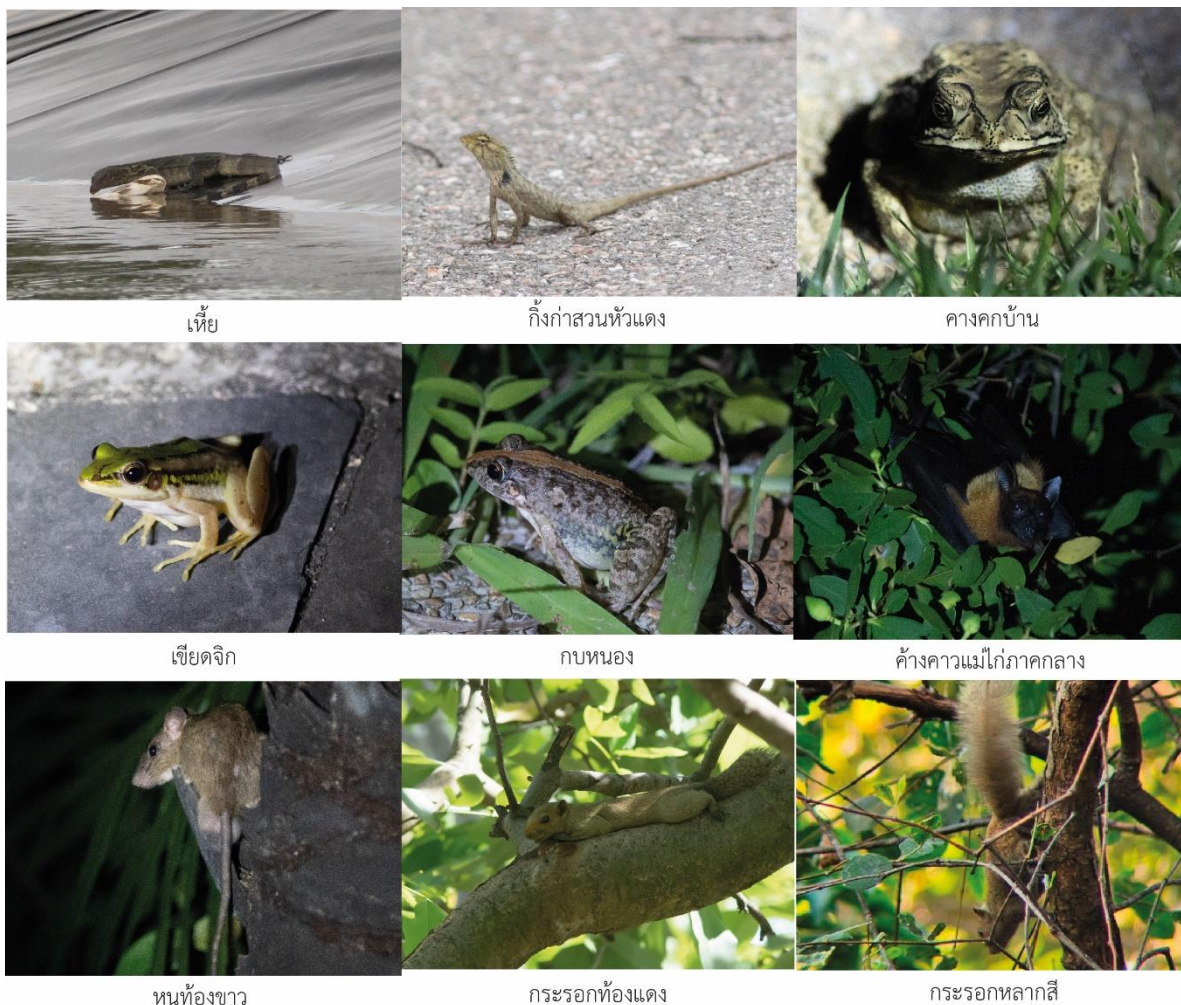 เหี้ย
กิ้งก่าสวนหัวแดง
คางคกบ้าน
เขียดจิก
กบหนอง
ค้างคาวแม่ไก่ภาคกลาง
หนูท้องขาว
กระรอกท้องแดง
กระรอกหลากสี